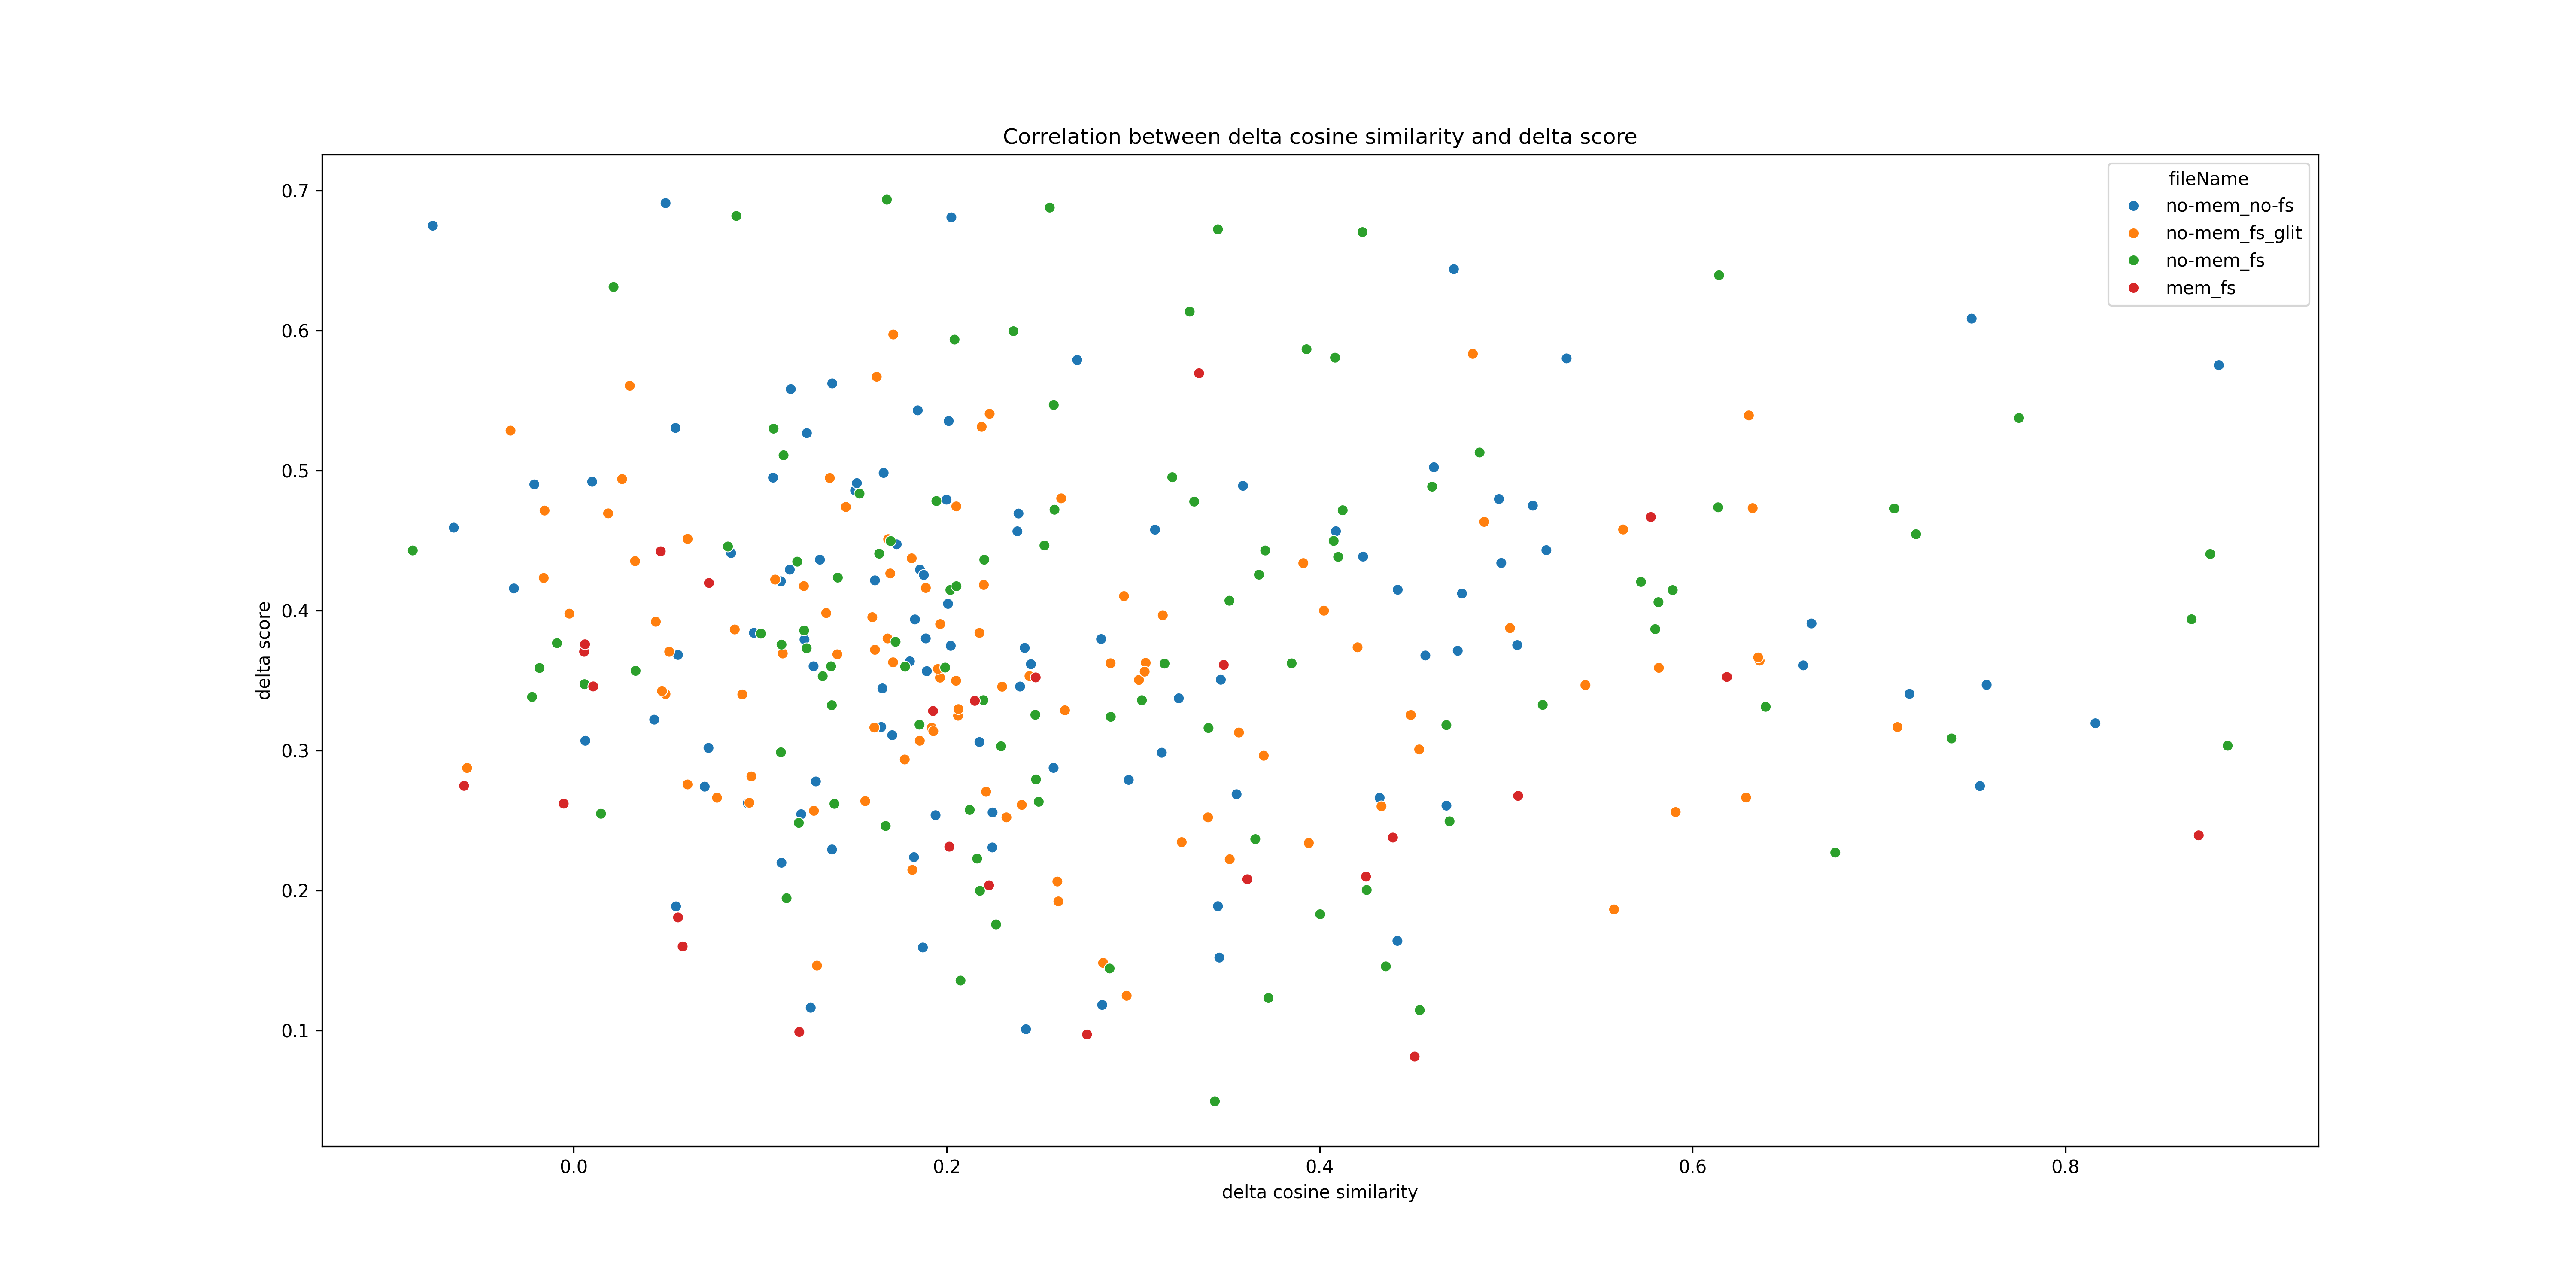 Correlation between delta cosine similarity and delta score
fileName
no-mem_no-fs
no-mem_fs_glit
no-mem_fs
mem_fs
0.7
0.6
0.5
0.4
0.3
0.2
0.1
delta score
0.0
0.2
0.4
0.6
0.8
delta cosine similarity